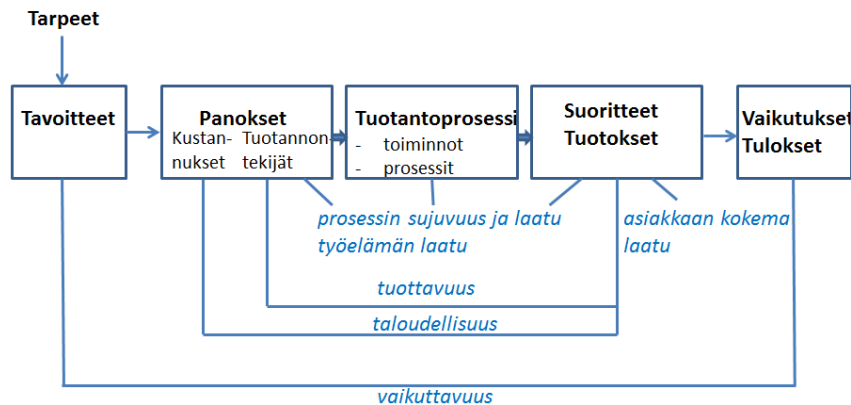 Tarpeet
Tavoitteet
Panokset
Kustan- Tuotannon-
nukset tekijät
Tuotantoprosessi
- toiminnot
- prosessit
Suoritteet
Tuotokset
Vaikutukset
Tulokset
prosessin sujuvuus ja laatu
työelämän laatu
asiakkaan kokema
laatu
tuottavuus
taloudellisuus
vaikuttavuus